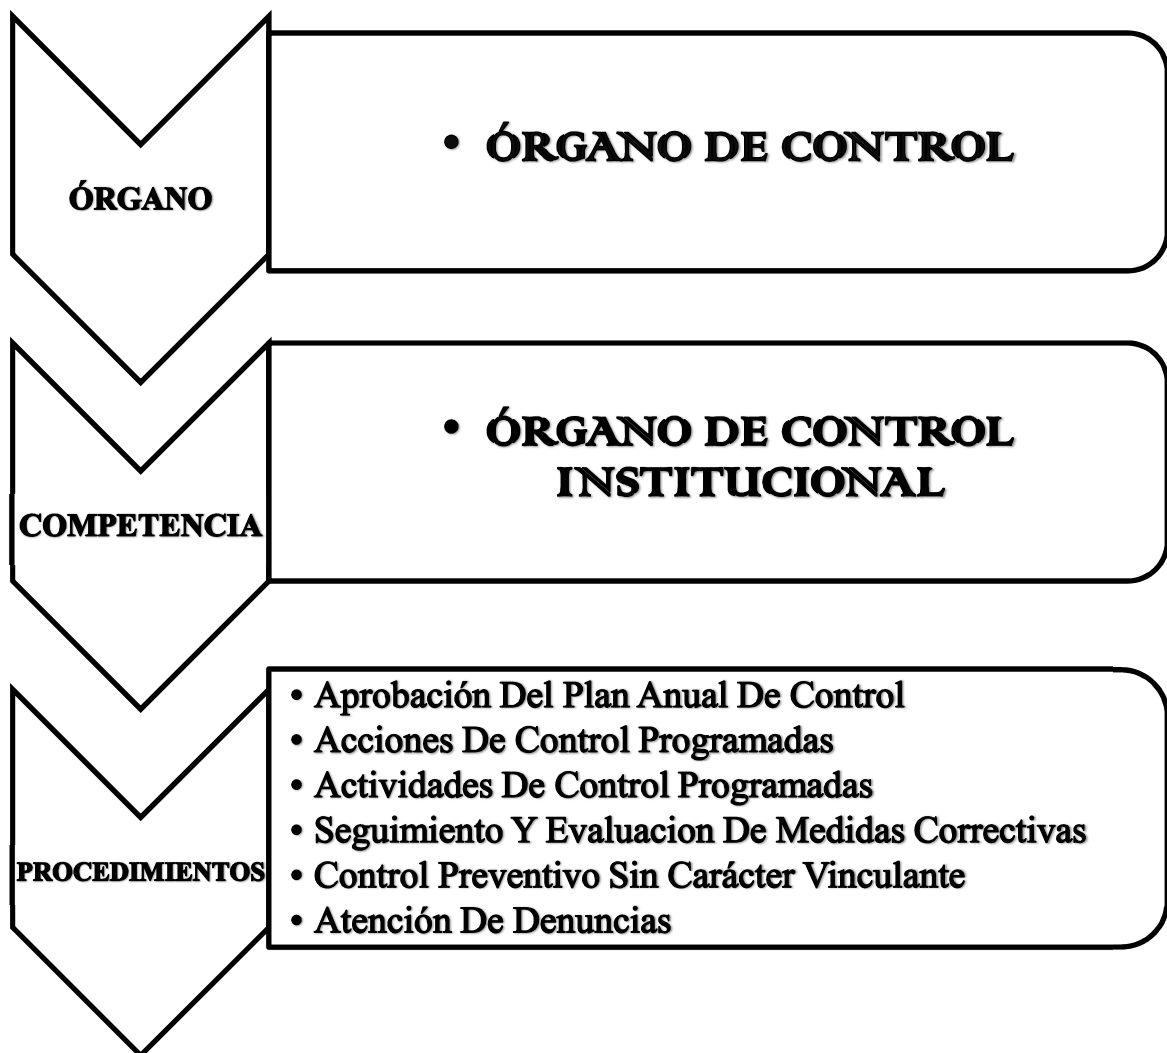 ÓRGANO
• ÓRGANO DE CONTROL
COMPETENCIA
• ÓRGANO DE CONTROL
INSTITUCIONAL
PROCEDIMIENTOS
• Aprobación Del Plan Anual De Control
• Acciones De Control Programadas
• Actividades De Control Programadas
• Seguimiento Y Evaluacion De Medidas Correctivas
• Control Preventivo Sin Carácter Vinculante
• Atención De Denuncias